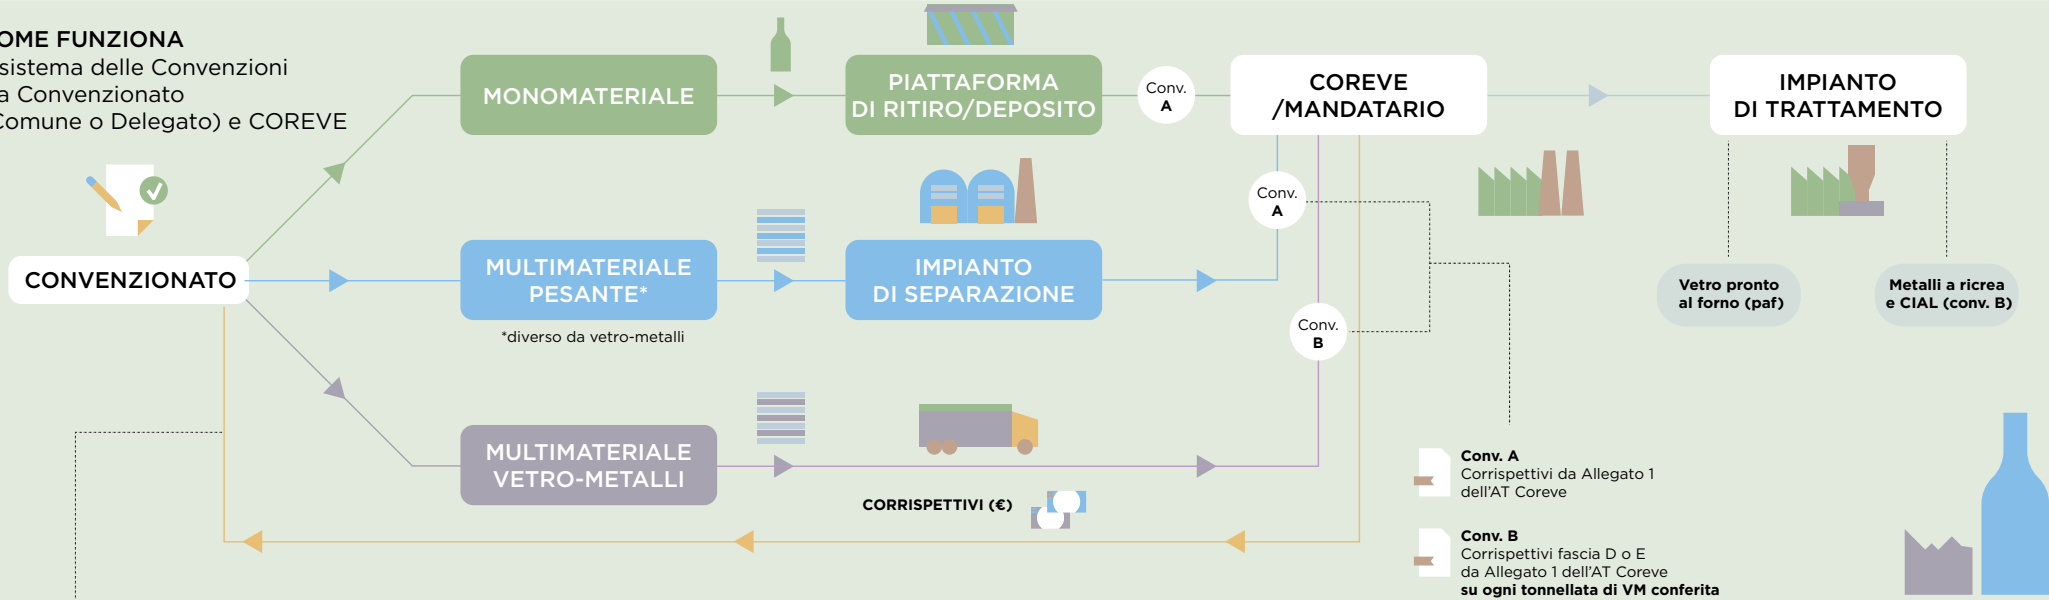 OME FUNZIONA
sistema delle Convenzioni
a Convenzionato
Comune o Delegato) e COREVE
MONOMATERIALE
PIATTAFORMA
DI RITIRO/DEPOSITO
Conv.
A
COREVE
/MANDATARIO
IMPIANTO
DI TRATTAMENTO
Conv.
A
CONVENZIONATO
MULTIMATERIALE
PESANTE*
*diverso da vetro-metalli
IMPIANTO
DI SEPARAZIONE
Conv.
B
Vetro pronto
al forno (paf)
Metalli a ricrea
e CIAL (conv. B)
MULTIMATERIALE
VETRO-METALLI
CORRISPETTIVI (€)
Conv. A
Corrispettivi da Allegato 1
dell’AT Coreve
Conv. B
Corrispettivi fascia D o E
da Allegato 1 dell’AT Coreve
su ogni tonnellata di VM conferita